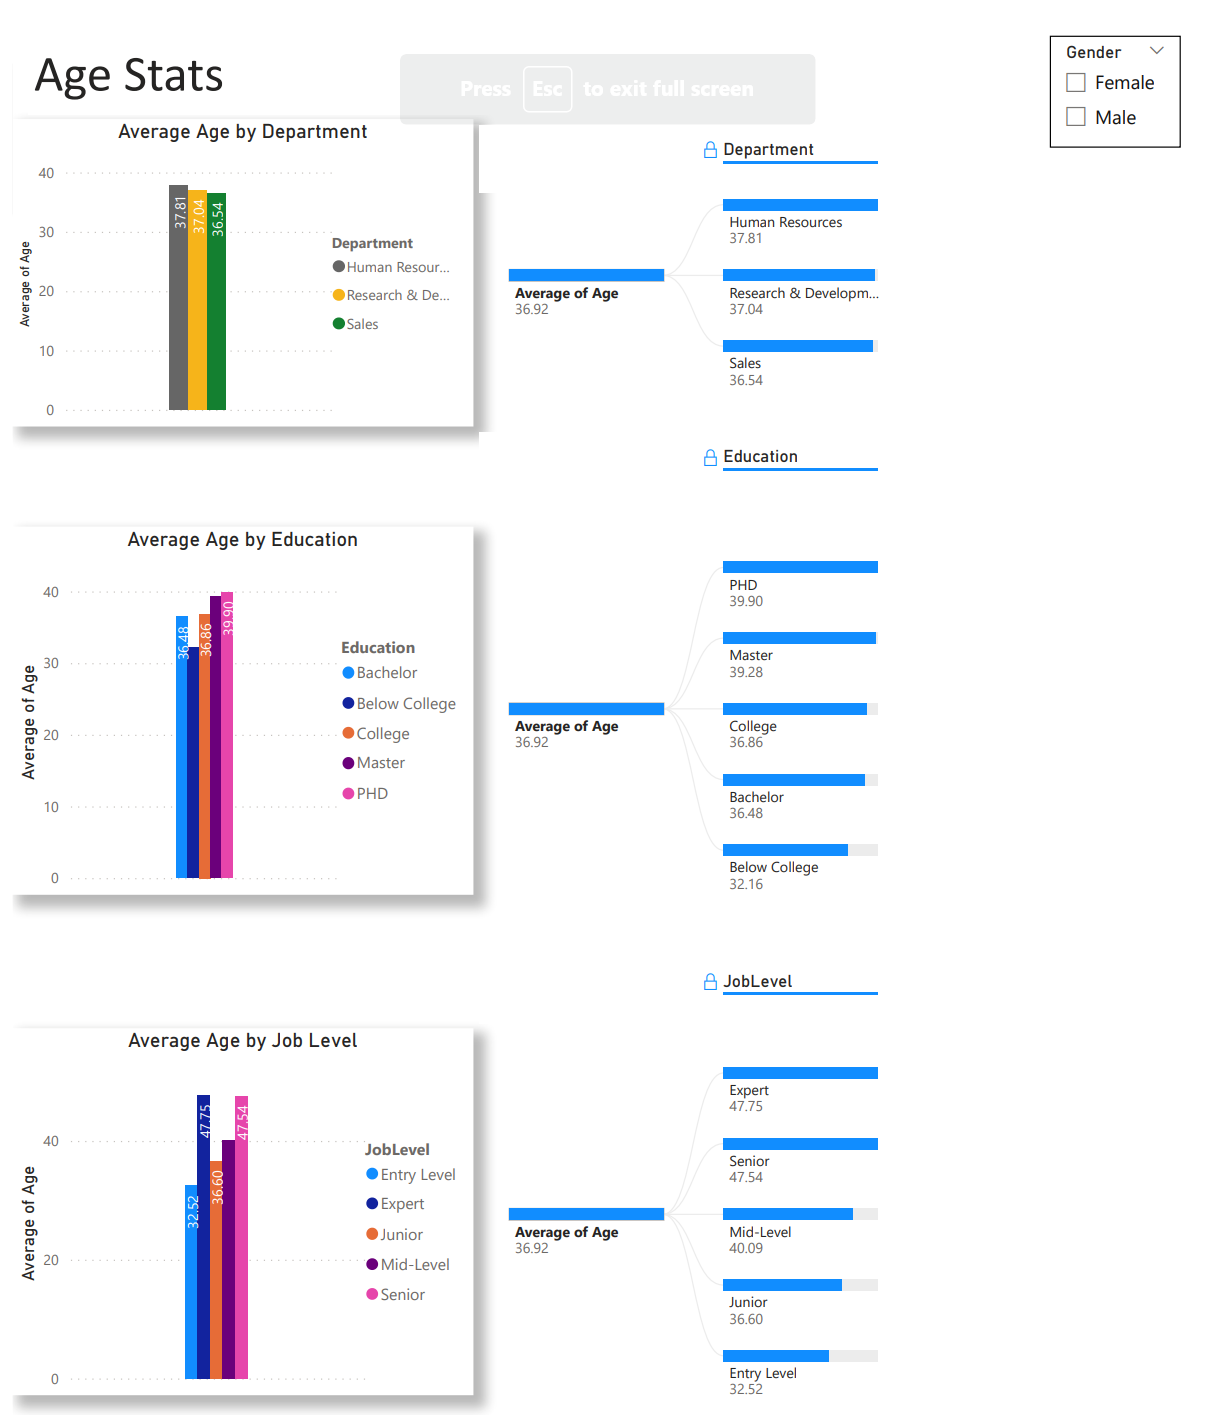 Age Stats
Press Esc to exit full screen
Gender
Female
Male
Average Age by Department
40
30
20
10
0
Average of Age
37.81
37.04
36.54
Department
Human Resour...
Research & De...
Sales
Department
Average of Age
36.92
Human Resources
37.81
Research & Developm...
37.04
Sales
36.54
Education
Average Age by Education
40
30
20
10
0
Average of Age
36.48
36.86
39.90
Education
Bachelor
Below College
College
Master
PHD
Average of Age
36.92
PHD
39.90
Master
39.28
College
36.86
Bachelor
36.48
Below College
32.16
JobLevel
Average Age by Job Level
40
20
0
Average of Age
32.52
47.75
36.60
47.54
JobLevel
Entry Level
Expert
Junior
Mid-Level
Senior
Average of Age
36.92
Expert
47.75
Senior
47.54
Mid-Level
40.09
Junior
36.60
Entry Level
32.52